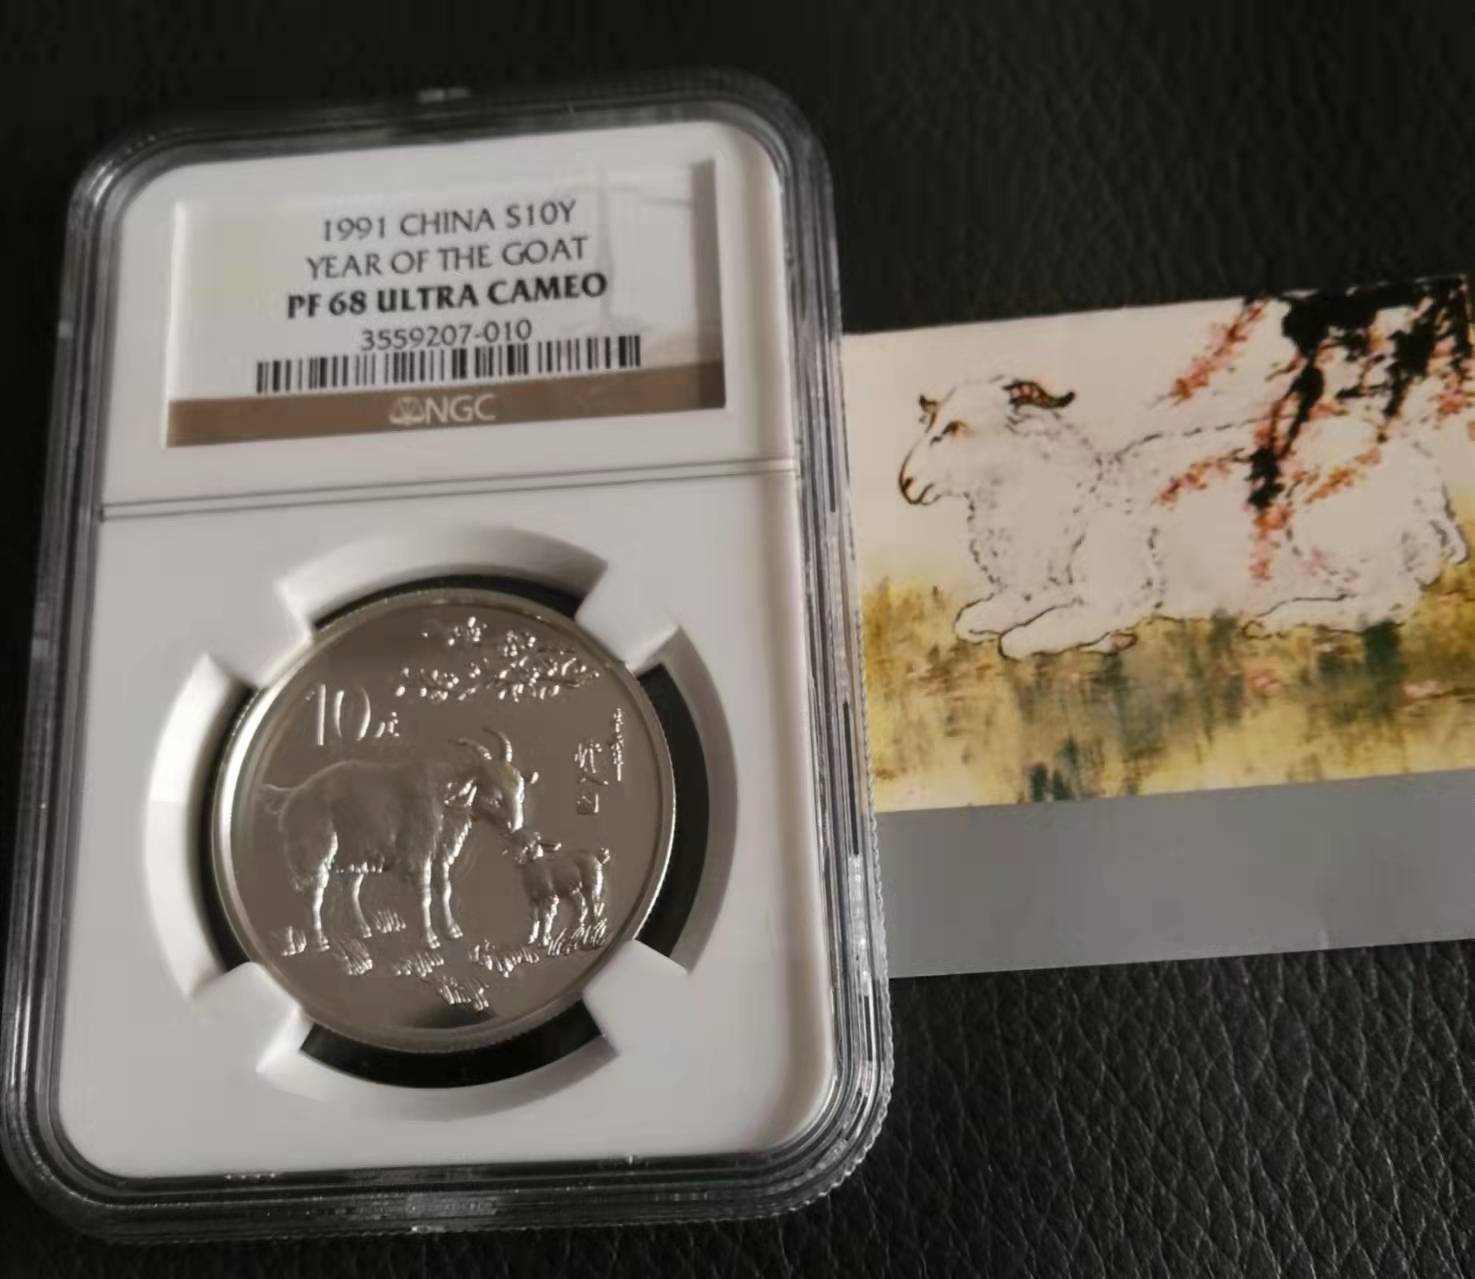 1991 CHINA S10Y
YEAR OF THE GOAT
PF 68 ULTRA CAMEO
3559207-010
NGC
10元